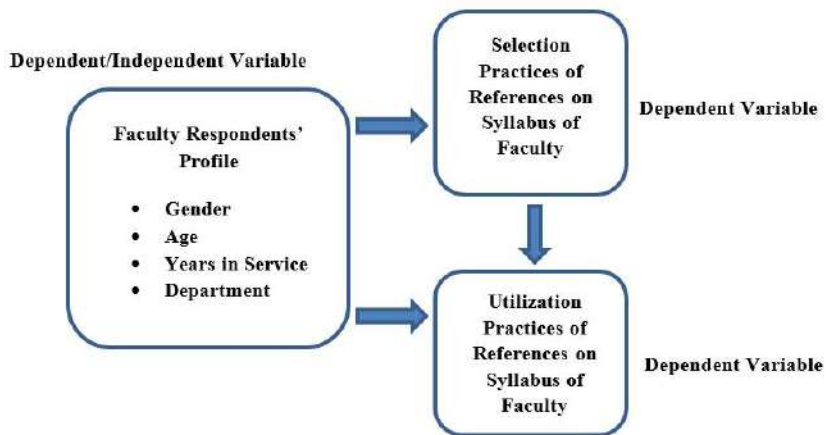 Dependent/Independent Variable
Faculty Respondents’
Profile
• Gender
• Age
• Years in Service
• Department
Selection
Practices of
References on
Syllabus of
Faculty
Dependent Variable
Utilization
Practices of
References on
Syllabus of
Faculty
Dependent Variable